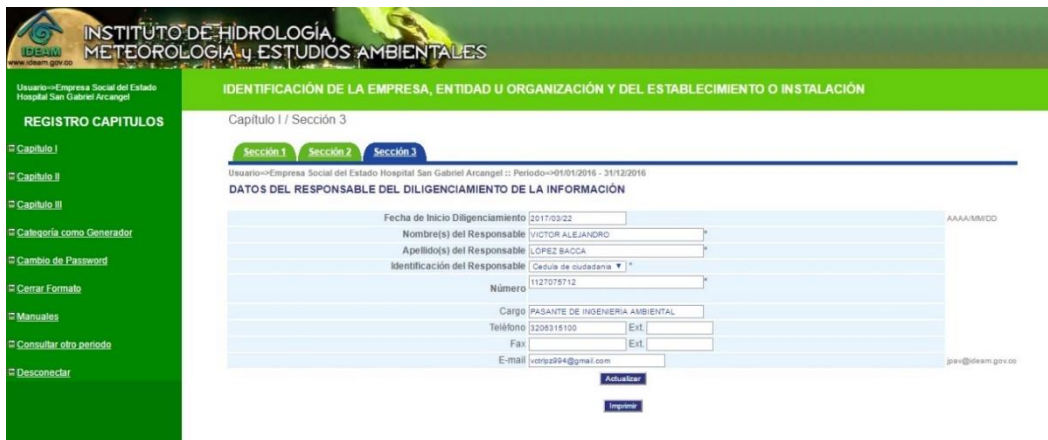 INSTITUTO DE HIDROLOGÍA,
METEOROLOGÍA y ESTUDIOS AMBIENTALES
IDEAM
www.ideam.gov.co
Usuario=>Empresa Social del Estado
Hospital San Gabriel Arcangel
IDENTIFICACIÓN DE LA EMPRESA, ENTIDAD U ORGANIZACIÓN Y DEL ESTABLECIMIENTO O INSTALACIÓN
REGISTRO CAPITULOS
Capítulo I
Capítulo II
Capítulo III
Categoría como Generador
Cambio de Password
Cerrar Formato
Manuales
Consultar otro periodo
Desconectar
Capítulo I / Sección 3
Sección 1 Sección 2 Sección 3
Usuario=>Empresa Social del Estado Hospital San Gabriel Arcangel :: Periodo=>01/01/2016 - 31/12/2016
DATOS DEL RESPONSABLE DEL DILIGENCIAMIENTO DE LA INFORMACIÓN
Fecha de Inicio Diligenciamiento 2017/03/22 AAAA/MM/DD
Nombre(s) del Responsable VICTOR ALEJANDRO *
Apellido(s) del Responsable LOPEZ BACCA *
Identificación del Responsable Cedula de ciudadania *
Número 1127075712 *
Cargo PASANTE DE INGENIERIA AMBIENTAL
Teléfono 3206315100 Ext.
Fax Ext.
E-mail vctrlpz994@gmail.com jpav@ideam.gov.co
Actualizar
Imprimir